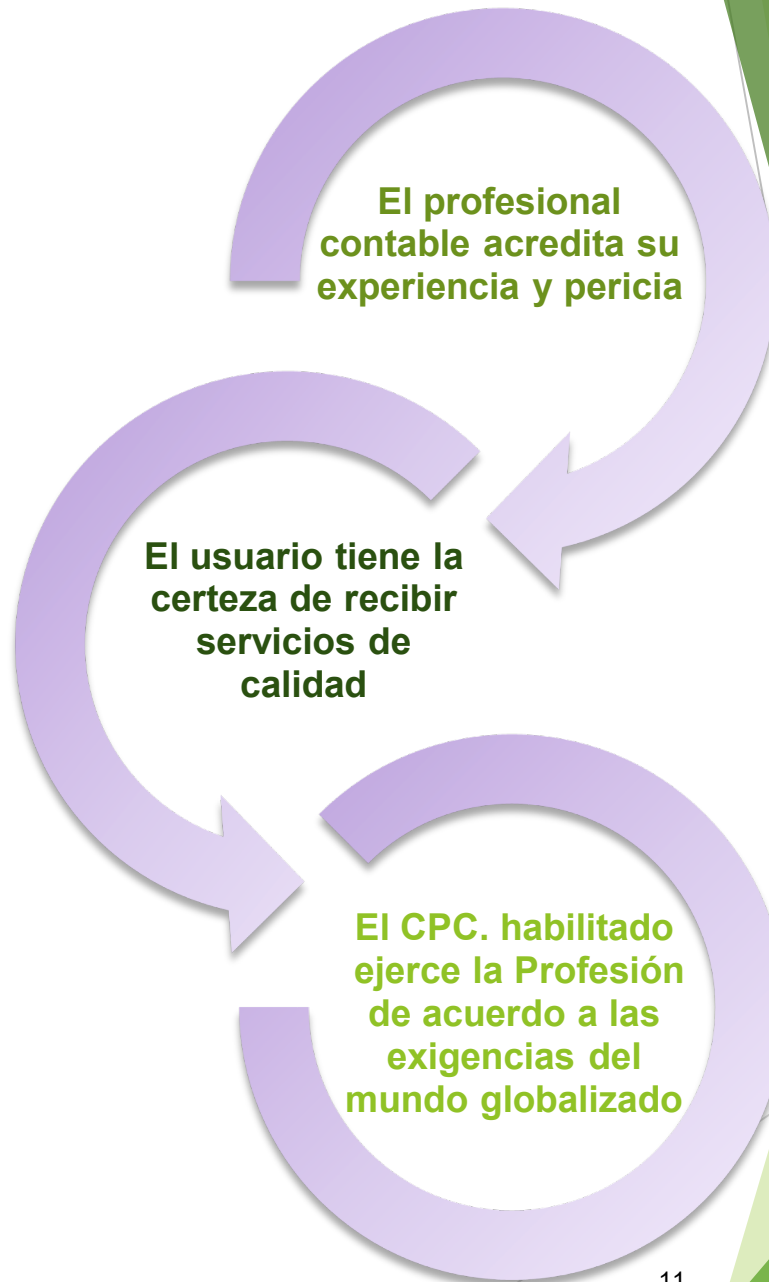 El profesional
contable acredita su
experiencia y pericia
El usuario tiene la
certeza de recibir
servicios de
calidad
El CPC. habilitado
ejerce la Profesión
de acuerdo a las
exigencias del
mundo globalizado
11